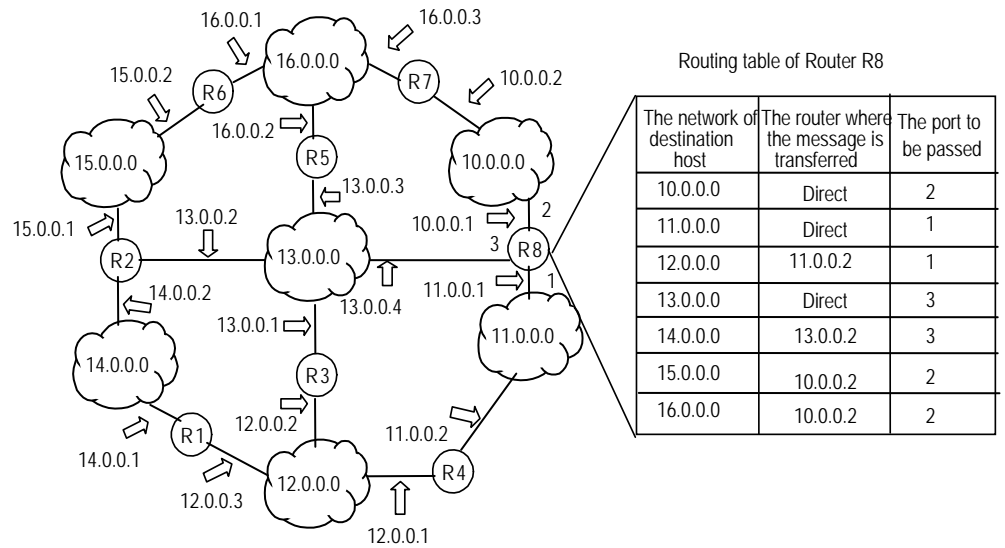 16.0.0.1
16.0.0.3
16.0.0.0
15.0.0.2
R6
R7
10.0.0.2
16.0.0.2
15.0.0.0
R5
10.0.0.0
13.0.0.3
13.0.0.2
10.0.0.1
2
15.0.0.1
3
R8
R2
13.0.0.0
1
14.0.0.2
13.0.0.4
11.0.0.1
13.0.0.1
11.0.0.0
14.0.0.0
R3
12.0.0.2
11.0.0.2
R1
14.0.0.1
R4
12.0.0.3
12.0.0.0
12.0.0.1
Routing table of Router R8
The network of destination host The router where the message is transferred The port to be passed
10.0.0.0 Direct 2
11.0.0.0 Direct 1
12.0.0.0 11.0.0.2 1
13.0.0.0 Direct 3
14.0.0.0 13.0.0.2 3
15.0.0.0 10.0.0.2 2
16.0.0.0 10.0.0.2 2